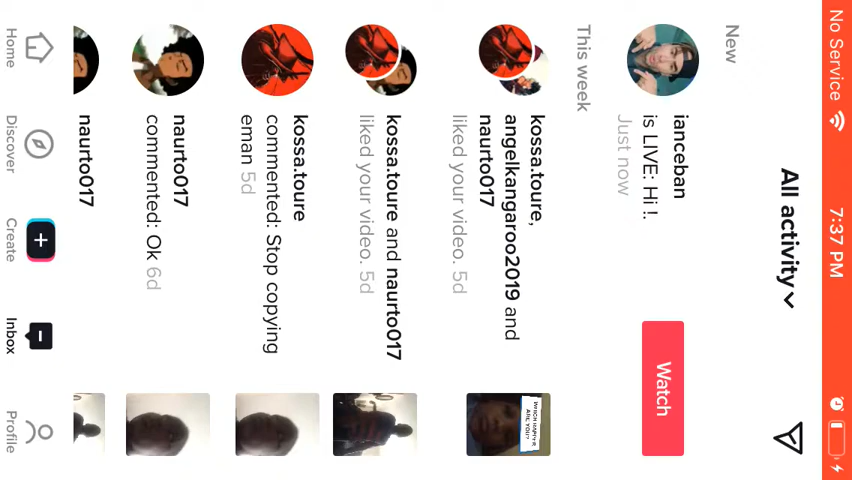 No Service
7:37 PM
All activity
New
ianceban
is LIVE: Hi !.
Just now
Watch
This week
kossa.toure,
angelkangaroo2019 and
naurto017
liked your video. 5d
kossa.toure and naurto017
liked your video. 5d
kossa.toure
commented: Stop copying
eman 5d
naurto017
commented: Ok 6d
naurto017
Home
Discover
Create
Inbox
Profile